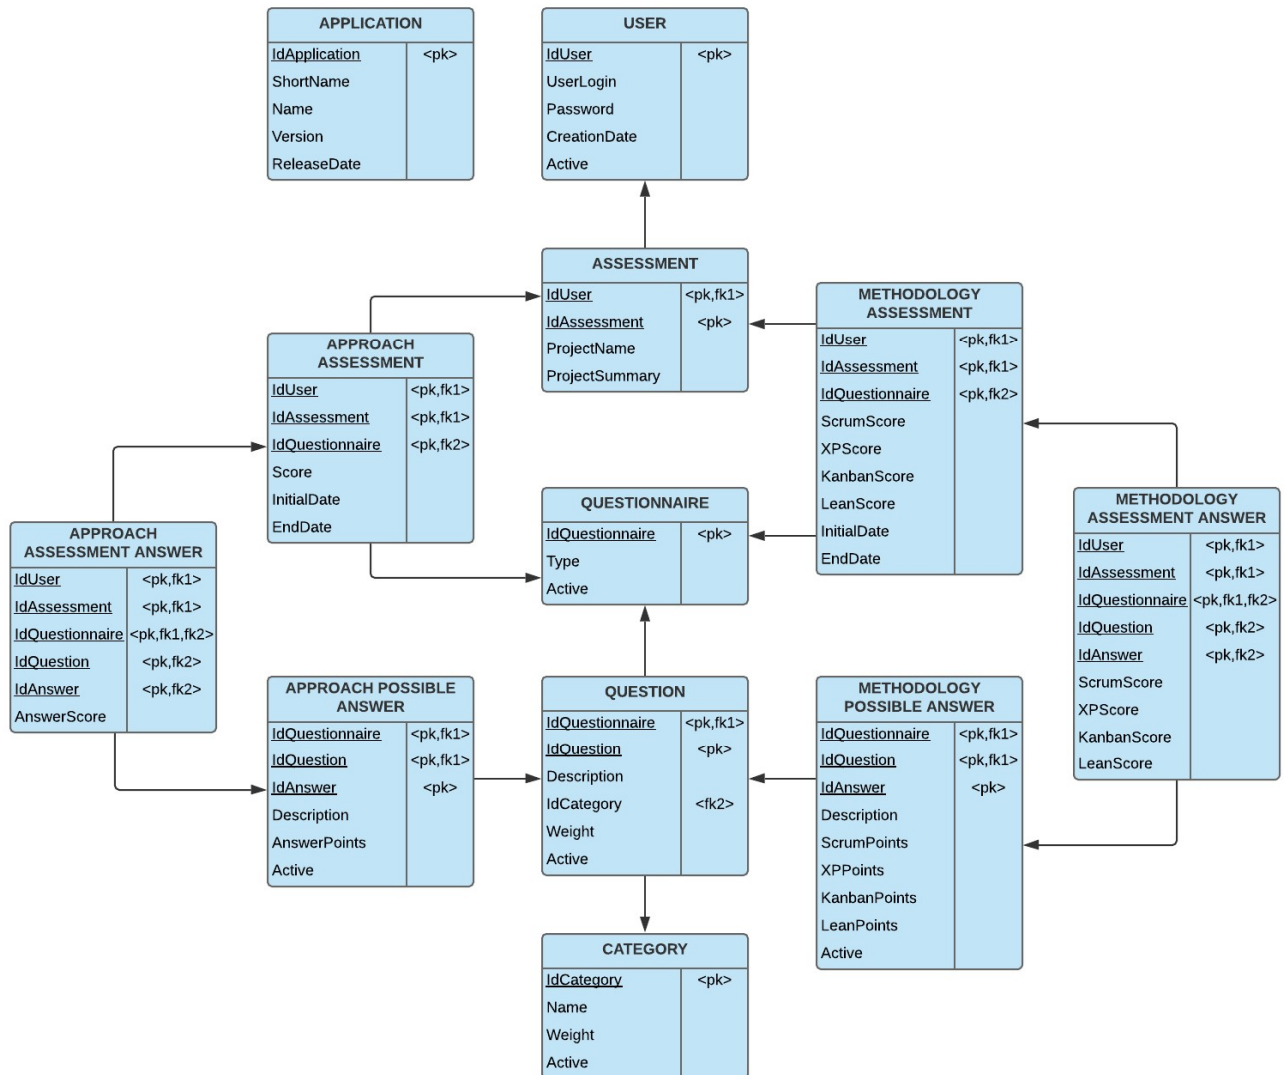 APPLICATION
IdApplication <pk>
ShortName
Name
Version
ReleaseDate
USER
IdUser <pk>
UserLogin
Password
CreationDate
Active
ASSESSMENT
IdUser <pk,fk1>
IdAssessment <pk>
ProjectName
ProjectSummary
METHODOLOGY
ASSESSMENT
IdUser <pk,fk1>
IdAssessment <pk,fk1>
IdQuestionnaire <pk,fk2>
ScrumScore
XPScore
KanbanScore
LeanScore
InitialDate
EndDate
APPROACH
ASSESSMENT
IdUser <pk,fk1>
IdAssessment <pk,fk1>
IdQuestionnaire <pk,fk2>
Score
InitialDate
EndDate
QUESTIONNAIRE
IdQuestionnaire <pk>
Type
Active
METHODOLOGY
ASSESSMENT ANSWER
IdUser <pk,fk1>
IdAssessment <pk,fk1>
IdQuestionnaire <pk,fk1,fk2>
IdQuestion <pk,fk2>
IdAnswer <pk,fk2>
ScrumScore
XPScore
KanbanScore
LeanScore
APPROACH
ASSESSMENT ANSWER
IdUser <pk,fk1>
IdAssessment <pk,fk1>
IdQuestionnaire <pk,fk1,fk2>
IdQuestion <pk,fk2>
IdAnswer <pk,fk2>
AnswerScore
APPROACH POSSIBLE
ANSWER
IdQuestionnaire <pk,fk1>
IdQuestion <pk,fk1>
IdAnswer <pk>
Description
AnswerPoints
Active
QUESTION
IdQuestionnaire <pk,fk1>
IdQuestion <pk>
Description
IdCategory <fk2>
Weight
Active
METHODOLOGY
POSSIBLE ANSWER
IdQuestionnaire <pk,fk1>
IdQuestion <pk,fk1>
IdAnswer <pk>
Description
ScrumPoints
XPPoints
KanbanPoints
LeanPoints
Active
CATEGORY
IdCategory <pk>
Name
Weight
Active